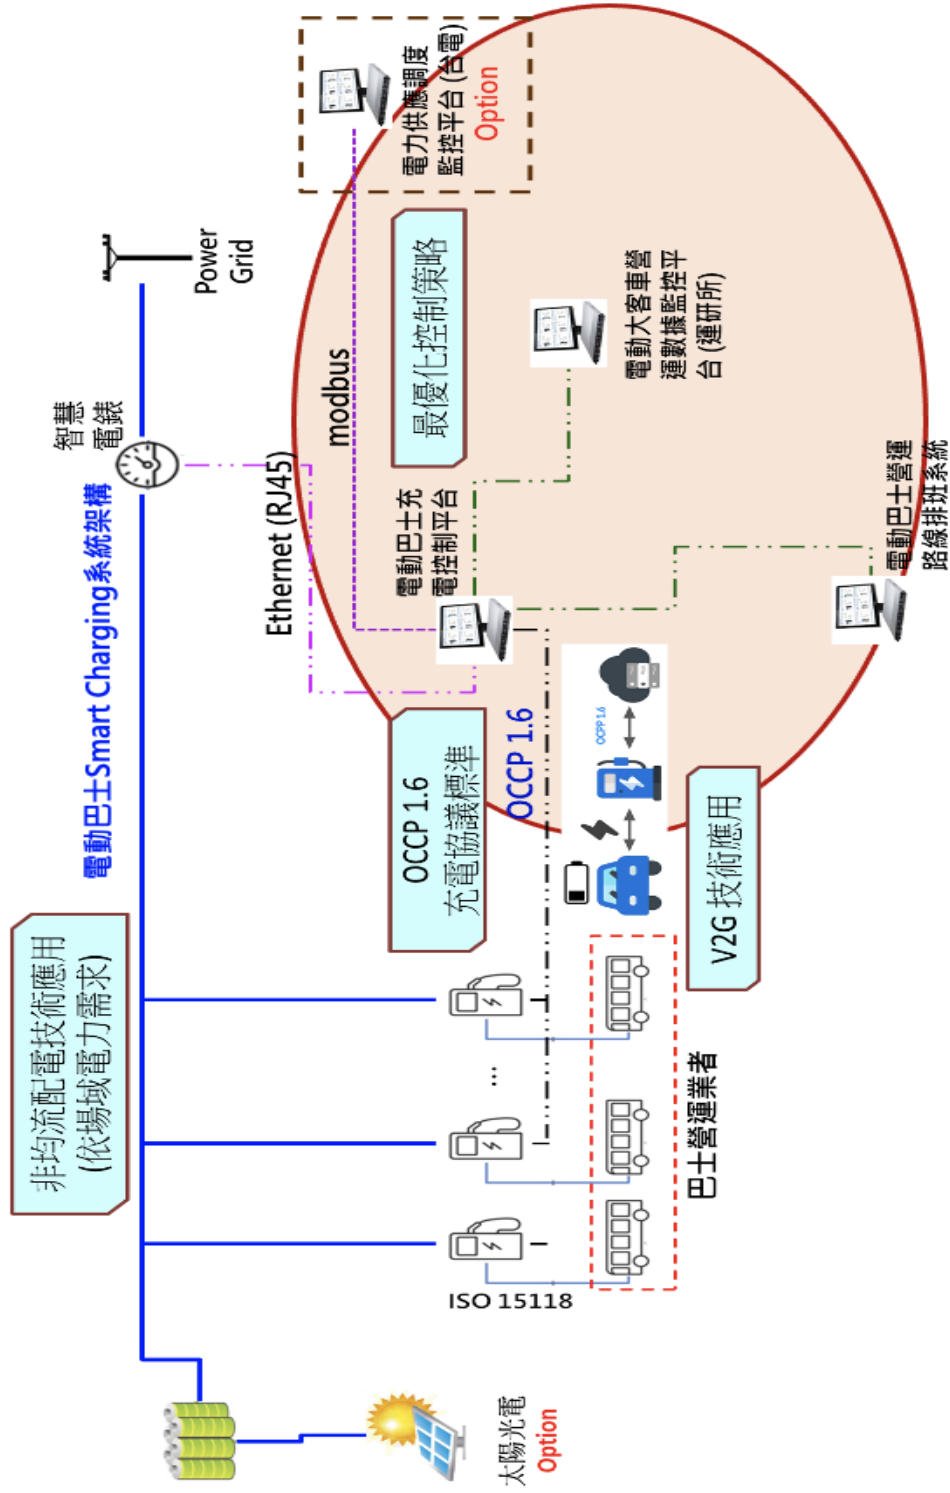 電動巴士Smart Charging系統架構
非均流配電技術應用
(依場域電力需求)
智慧
電錶
Power
Grid
Ethernet (RJ45)
modbus
電力供應調度
監控平台 (台電)
Option
最優化控制策略
電動巴士充
電控制平台
OCCP 1.6
充電協議標準
OCCP 1.6
OCPP 1.6
電動大客車營
運數據監控平
台 (運研所)
電動巴士營運
路線排班系統
V2G 技術應用
...
ISO 15118
巴士營運業者
太陽光電
Option